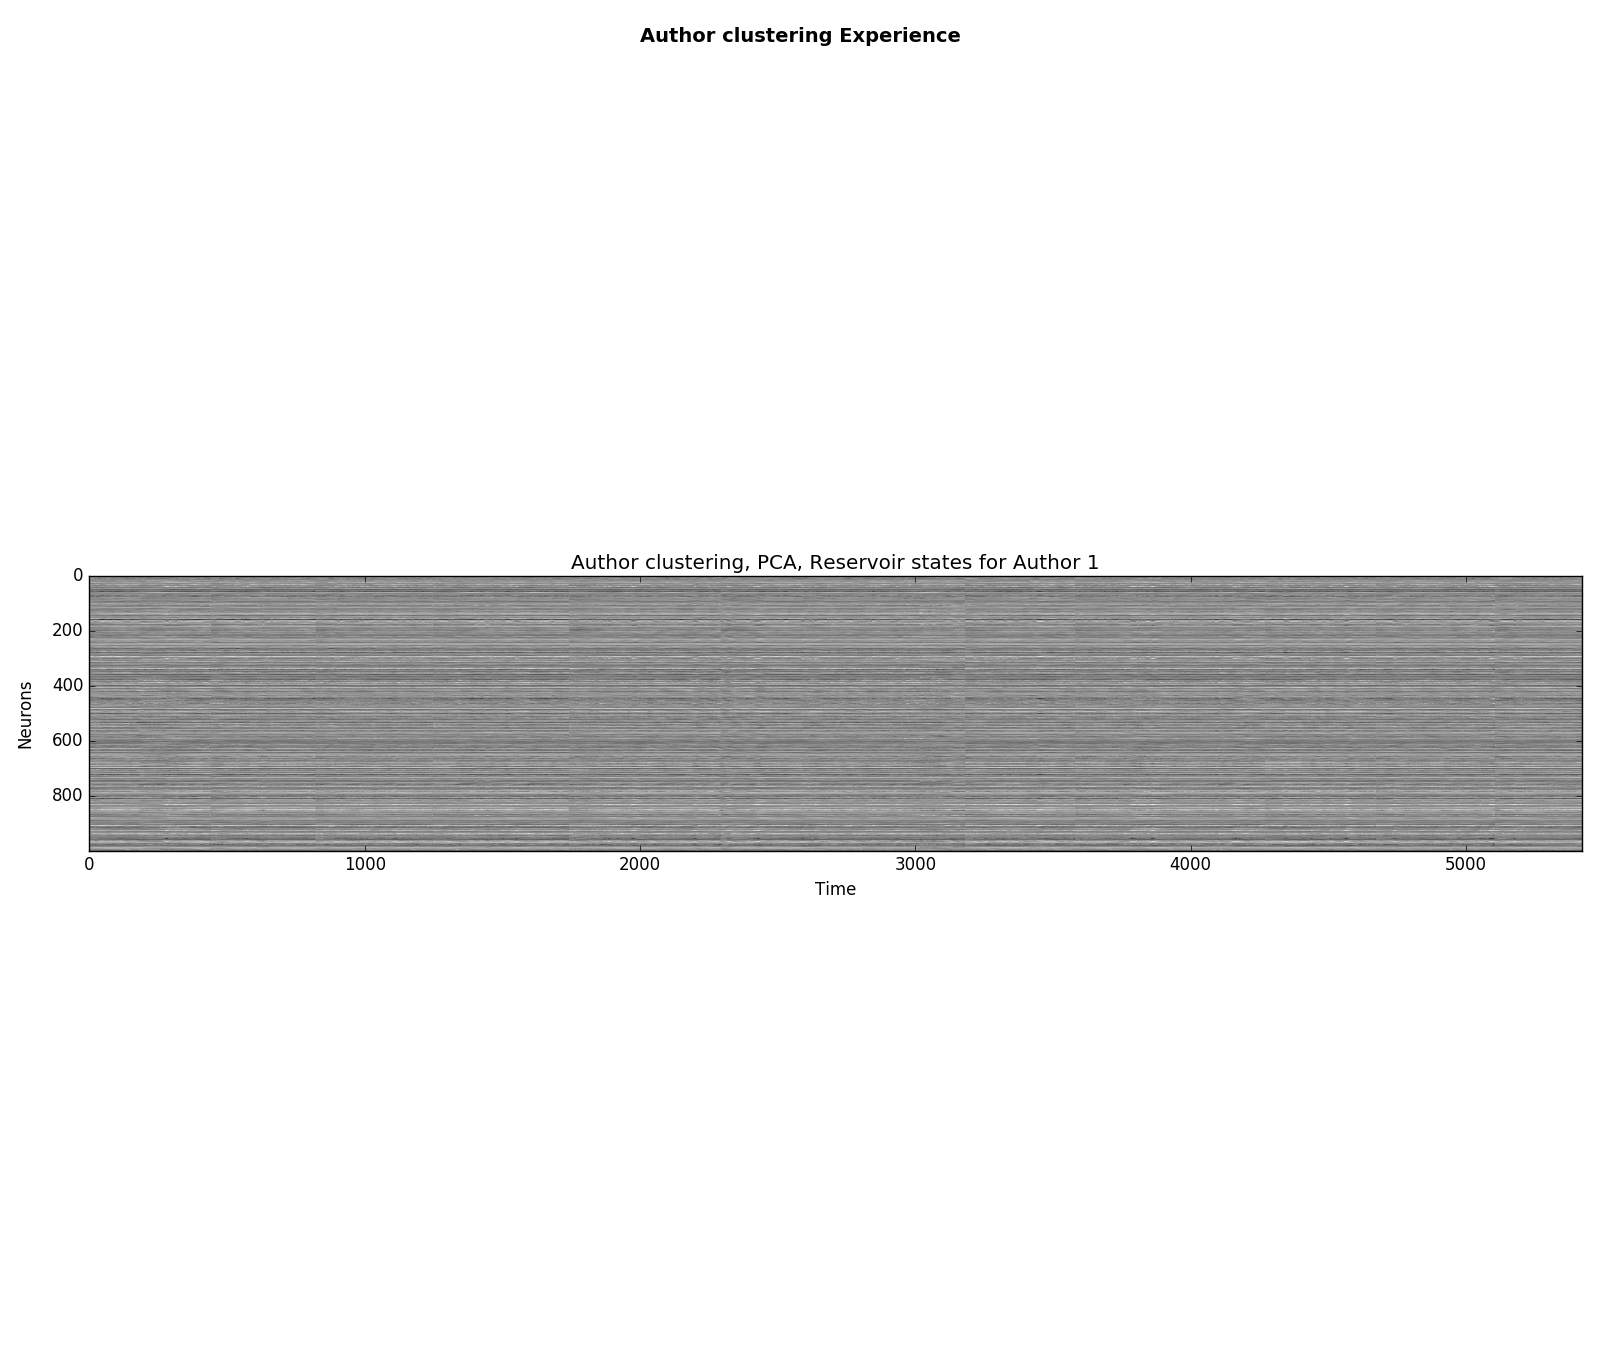 Author clustering Experience
Author clustering, PCA, Reservoir states for Author 1
0
200
400
600
800
Neurons
0 1000 2000 3000 4000 5000
Time